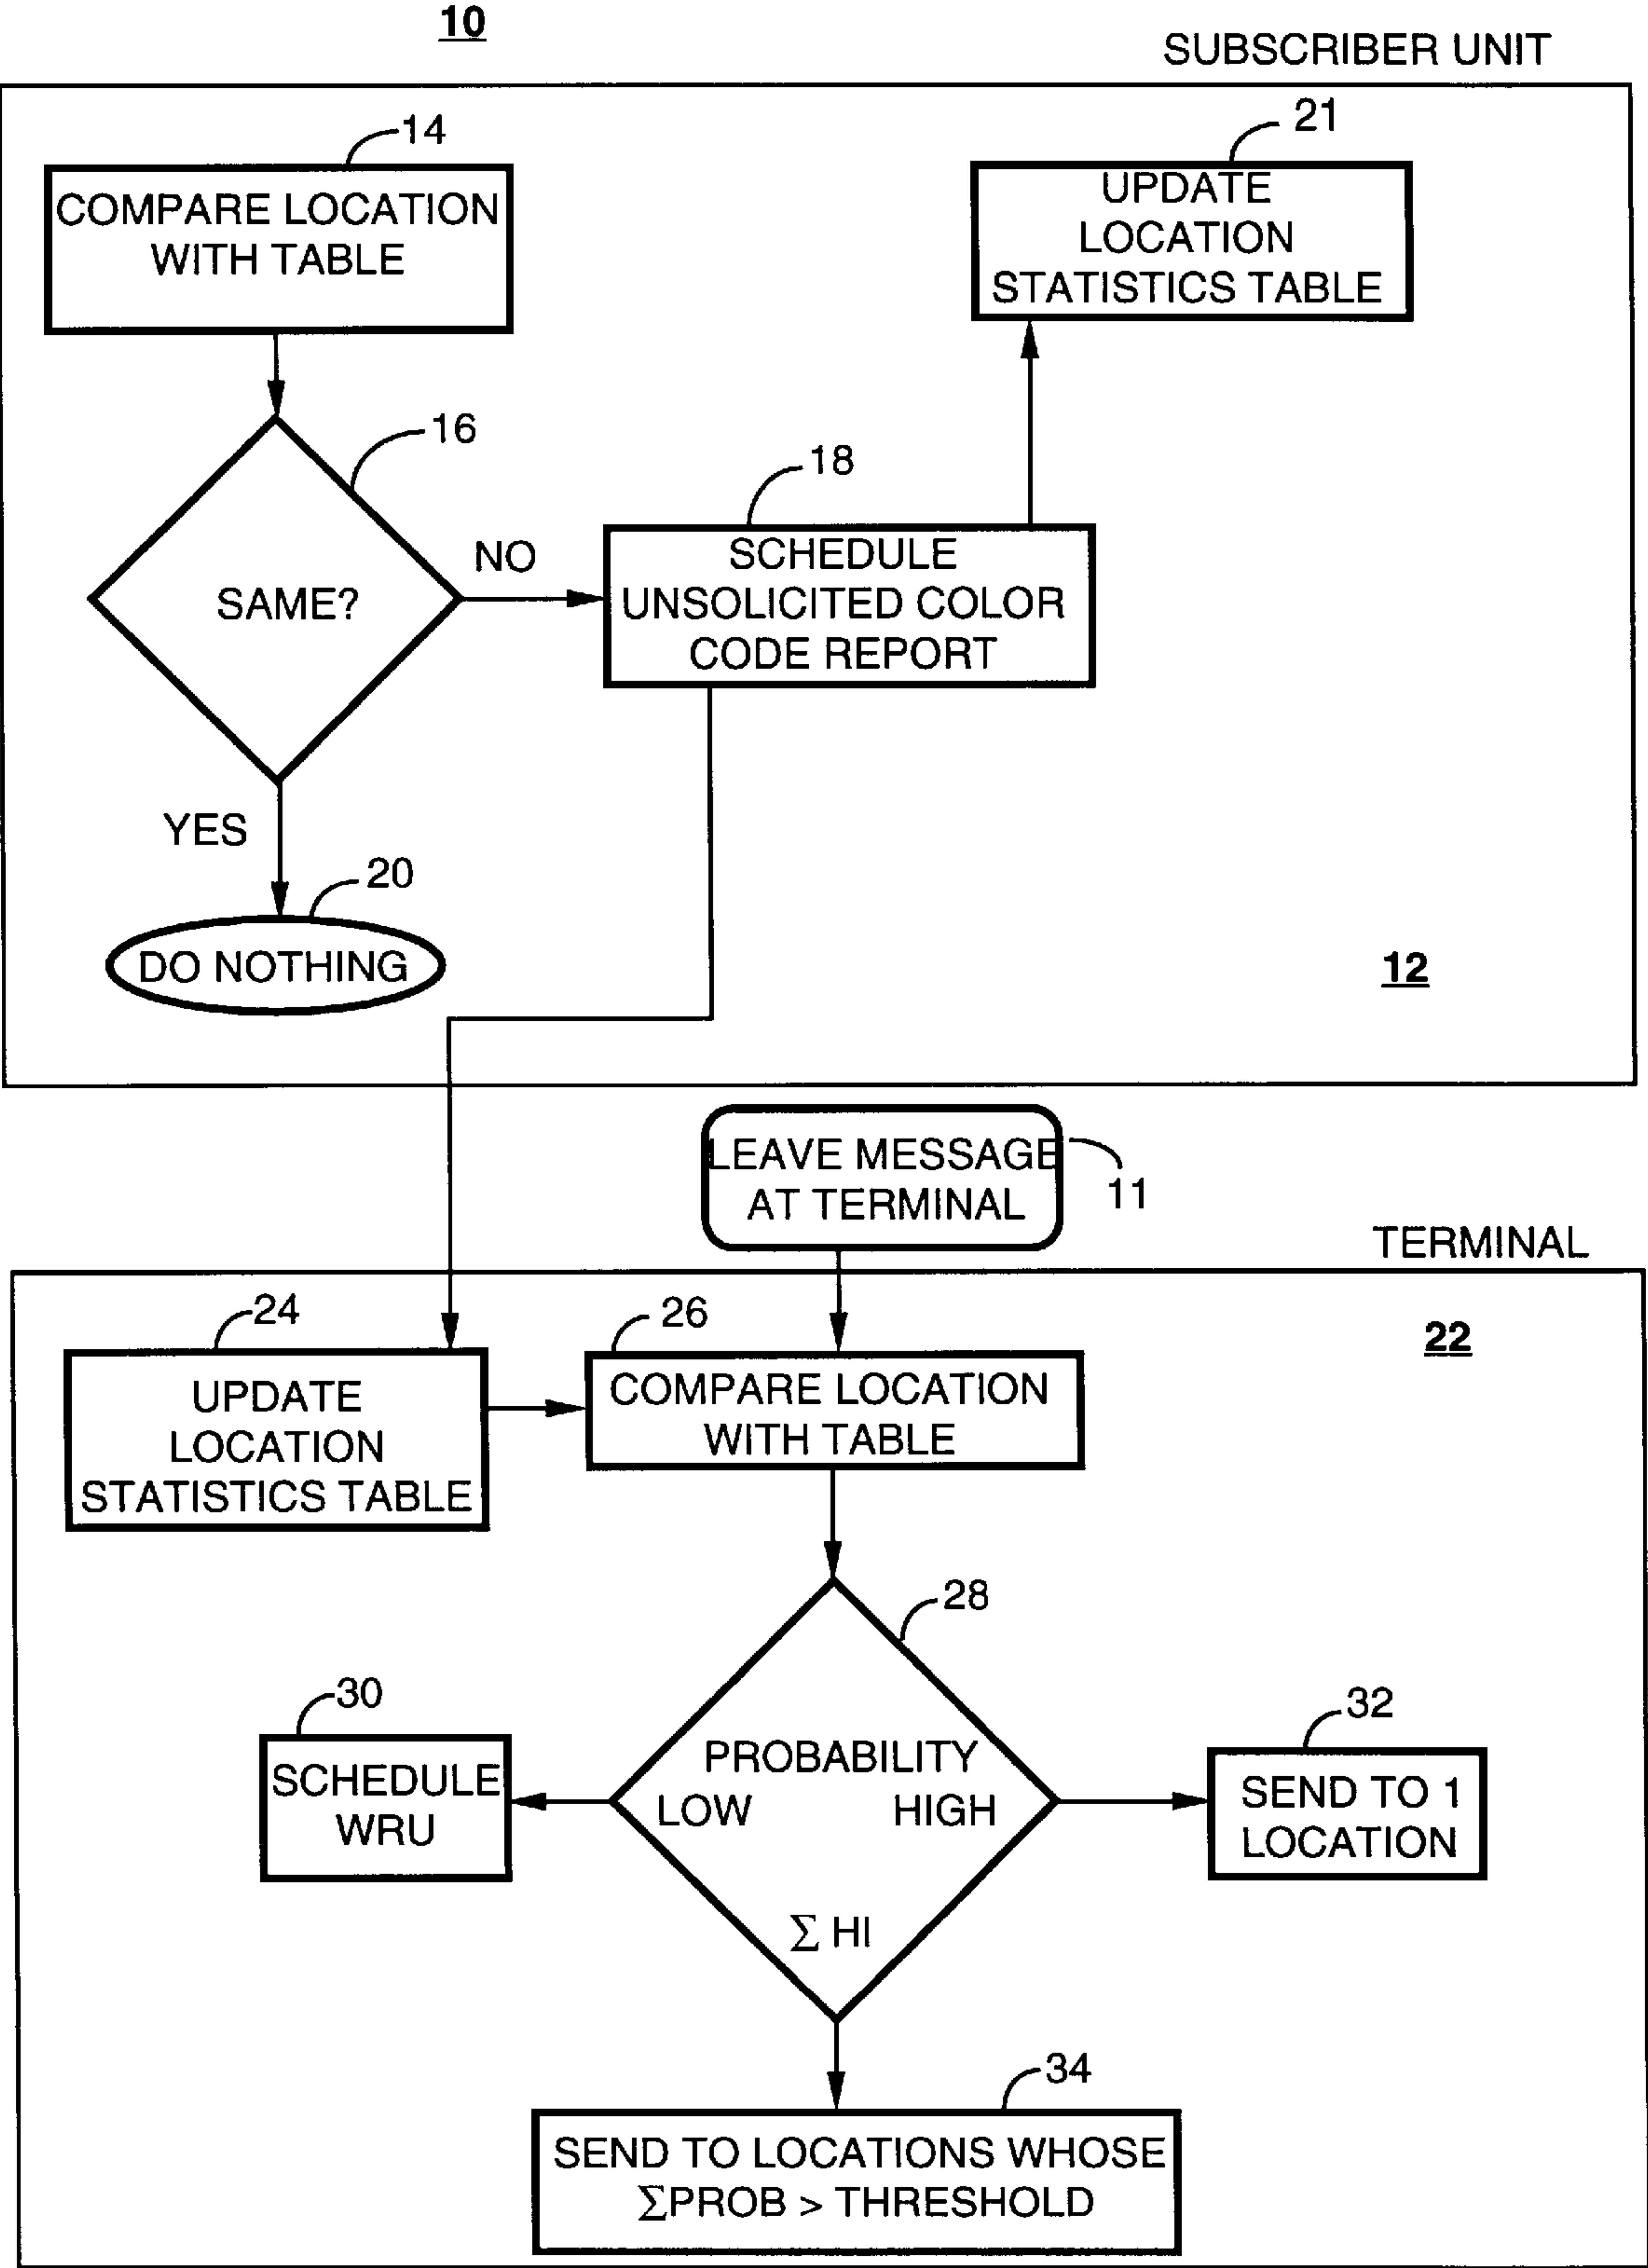 10
SUBSCRIBER UNIT
14
COMPARE LOCATION
WITH TABLE
21
UPDATE
LOCATION
STATISTICS TABLE
16
SAME?
NO
18
SCHEDULE
UNSOLICITED COLOR
CODE REPORT
YES
20
DO NOTHING
12
LEAVE MESSAGE
AT TERMINAL
11
TERMINAL
24
UPDATE
LOCATION
STATISTICS TABLE
26
COMPARE LOCATION
WITH TABLE
22
28
PROBABILITY
LOW HIGH
Σ HI
30
SCHEDULE
WRU
32
SEND TO 1
LOCATION
34
SEND TO LOCATIONS WHOSE
ΣPROB > THRESHOLD